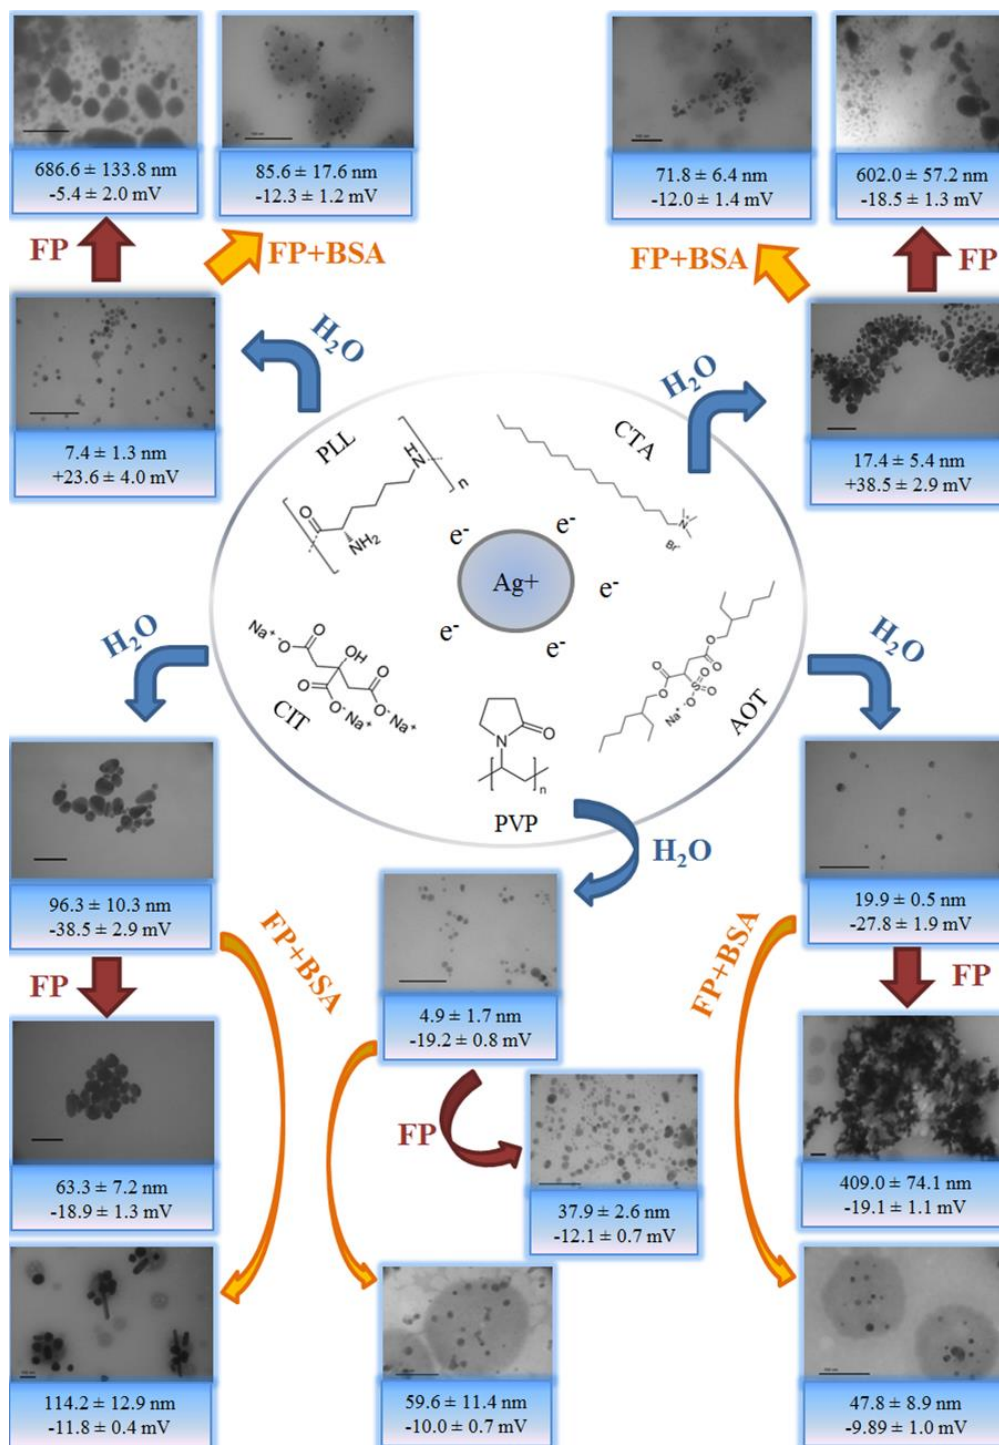 686.6 ± 133.8 nm
-5.4 ± 2.0 mV
85.6 ± 17.6 nm
-12.3 ± 1.2 mV
71.8 ± 6.4 nm
-12.0 ± 1.4 mV
602.0 ± 57.2 nm
-18.5 ± 1.3 mV
FP
FP+BSA
FP+BSA
FP
7.4 ± 1.3 nm
+23.6 ± 4.0 mV
H₂O
H₂O
17.4 ± 5.4 nm
+38.5 ± 2.9 mV
PLL
H
N
n
O
NH₂
CTA
N⁺
Br⁻
e⁻
e⁻
e⁻
e⁻
e⁻
Ag+
H₂O
Na⁺ ⁻O
O
OH
O
O
O⁻Na⁺
O⁻ Na⁺
CIT
O
N
n
PVP
O
O
O
O
S
O
O
Na⁺ ⁻O
AOT
H₂O
H₂O
96.3 ± 10.3 nm
-38.5 ± 2.9 mV
4.9 ± 1.7 nm
-19.2 ± 0.8 mV
19.9 ± 0.5 nm
-27.8 ± 1.9 mV
FP
FP+BSA
FP+BSA
FP
FP
63.3 ± 7.2 nm
-18.9 ± 1.3 mV
37.9 ± 2.6 nm
-12.1 ± 0.7 mV
409.0 ± 74.1 nm
-19.1 ± 1.1 mV
114.2 ± 12.9 nm
-11.8 ± 0.4 mV
59.6 ± 11.4 nm
-10.0 ± 0.7 mV
47.8 ± 8.9 nm
-9.89 ± 1.0 mV